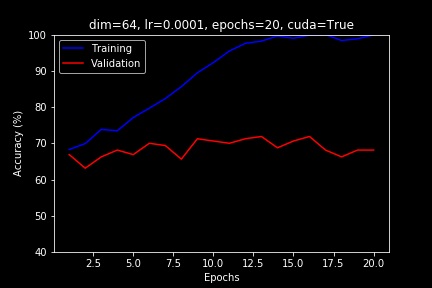 dim=64, lr=0.0001, epochs=20, cuda=True
100
90
80
70
60
50
40
Accuracy (%)
Training
Validation
2.5 5.0 7.5 10.0 12.5 15.0 17.5 20.0
Epochs